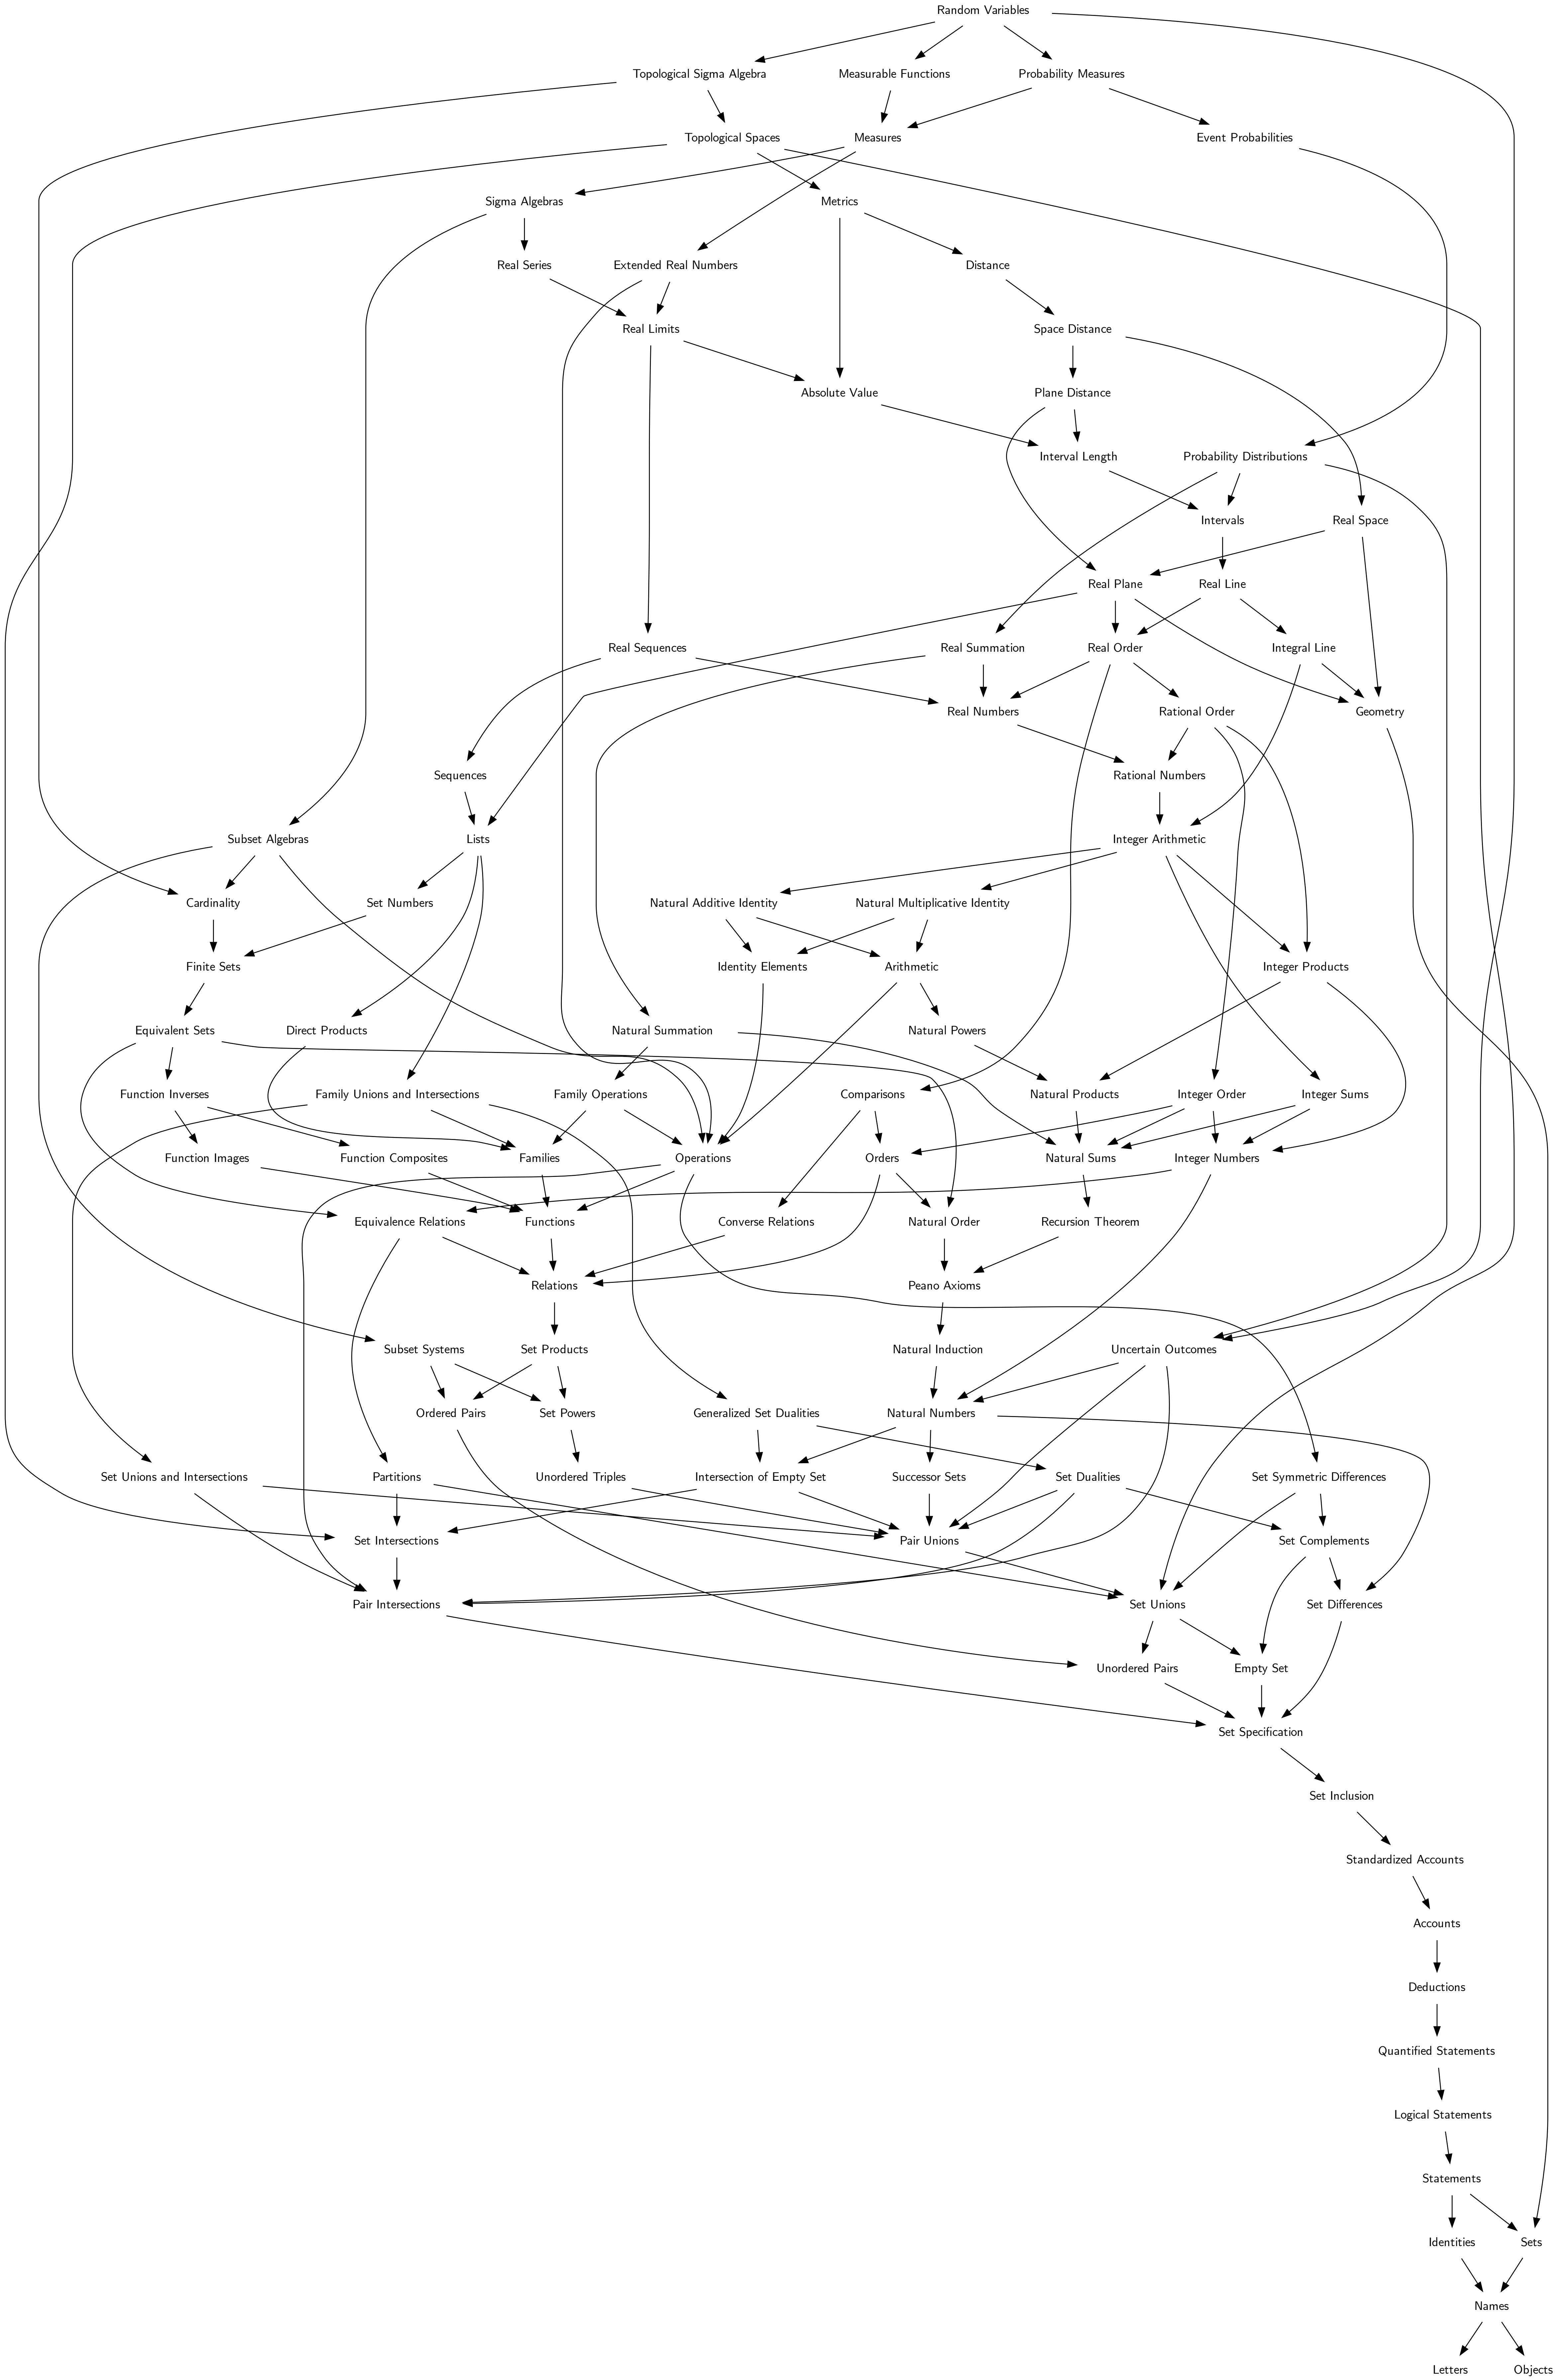 Random Variables
Topological Sigma Algebra
Measurable Functions
Probability Measures
Topological Spaces
Measures
Event Probabilities
Sigma Algebras
Metrics
Real Series
Extended Real Numbers
Distance
Real Limits
Space Distance
Absolute Value
Plane Distance
Interval Length
Probability Distributions
Intervals
Real Space
Real Plane
Real Line
Real Sequences
Real Summation
Real Order
Integral Line
Real Numbers
Rational Order
Geometry
Sequences
Rational Numbers
Subset Algebras
Lists
Integer Arithmetic
Cardinality
Set Numbers
Natural Additive Identity
Natural Multiplicative Identity
Finite Sets
Identity Elements
Arithmetic
Integer Products
Equivalent Sets
Direct Products
Natural Summation
Natural Powers
Function Inverses
Family Unions and Intersections
Family Operations
Comparisons
Natural Products
Integer Order
Integer Sums
Function Images
Function Composites
Families
Operations
Orders
Natural Sums
Integer Numbers
Equivalence Relations
Functions
Converse Relations
Natural Order
Recursion Theorem
Relations
Peano Axioms
Subset Systems
Set Products
Natural Induction
Uncertain Outcomes
Ordered Pairs
Set Powers
Generalized Set Dualities
Natural Numbers
Set Unions and Intersections
Partitions
Unordered Triples
Intersection of Empty Set
Successor Sets
Set Dualities
Set Symmetric Differences
Set Intersections
Pair Unions
Set Complements
Pair Intersections
Set Unions
Set Differences
Unordered Pairs
Empty Set
Set Specification
Set Inclusion
Standardized Accounts
Accounts
Deductions
Quantified Statements
Logical Statements
Statements
Identities
Sets
Names
Letters
Objects